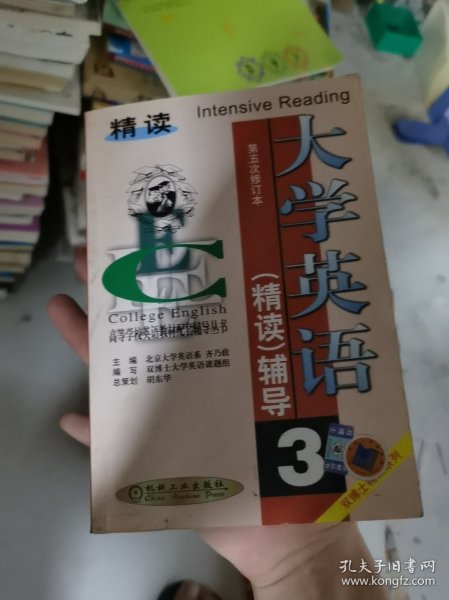 精读
Intensive Reading
大学英语
第五次修订本
(精读)辅导
3
EC
College English
高等学校英语教材配套辅导丛书
主编 北京大学英语系 齐乃政
编写 双博士大学英语课题组
总策划 胡东华
机械工业出版社
China Machine Press
孔夫子旧书网
www.kongfz.com